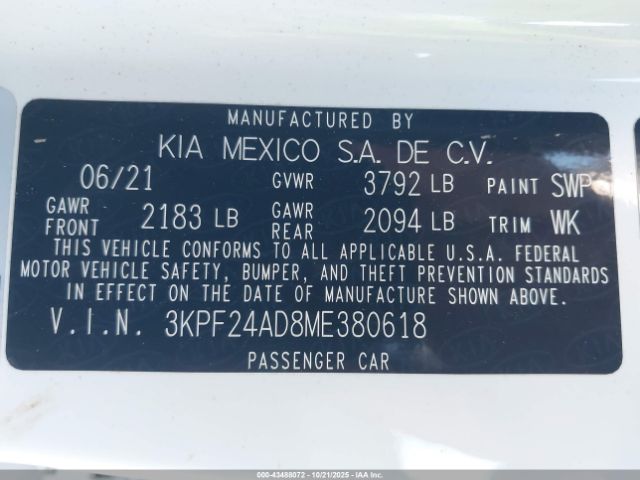 MANUFACTURED BY
KIA MEXICO S.A. DE C.V.
06/21 GVWR 3792 LB PAINT SWP
GAWR FRONT 2183 LB GAWR REAR 2094 LB TRIM WK
THIS VEHICLE CONFORMS TO ALL APPLICABLE U.S.A. FEDERAL
MOTOR VEHICLE SAFETY, BUMPER, AND THEFT PREVENTION STANDARDS
IN EFFECT ON THE DATE OF MANUFACTURE SHOWN ABOVE.
V.I.N. 3KPF24AD8ME380618
PASSENGER CAR
000-43488072 - 10/21/2025 - IAAI.COM